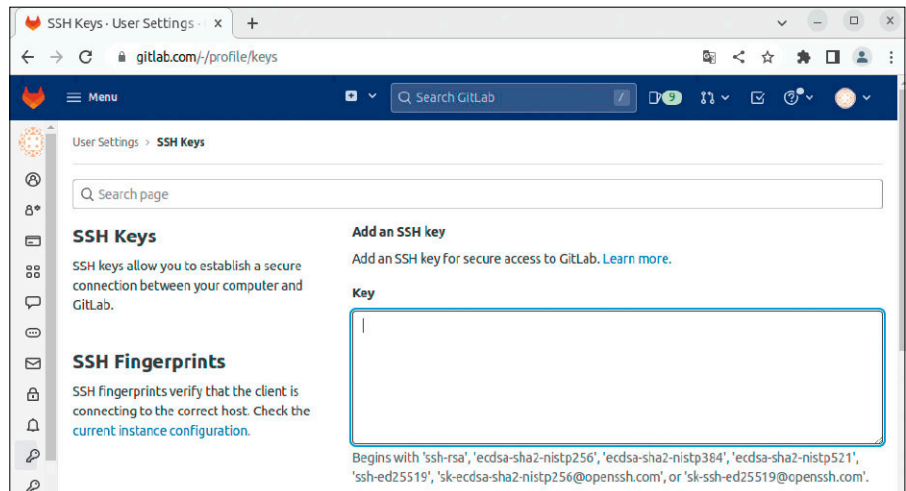 SSH Keys · User Settings ·
gitlab.com/-/profile/keys
Menu
Search GitLab
/
9
User Settings > SSH Keys
Search page
SSH Keys
SSH keys allow you to establish a secure
connection between your computer and
GitLab.
SSH Fingerprints
SSH fingerprints verify that the client is
connecting to the correct host. Check the
current instance configuration.
Add an SSH key
Add an SSH key for secure access to GitLab. Learn more.
Key
Begins with 'ssh-rsa', 'ecdsa-sha2-nistp256', 'ecdsa-sha2-nistp384', 'ecdsa-sha2-nistp521',
'ssh-ed25519', 'sk-ecdsa-sha2-nistp256@openssh.com', or 'sk-ssh-ed25519@openssh.com'.